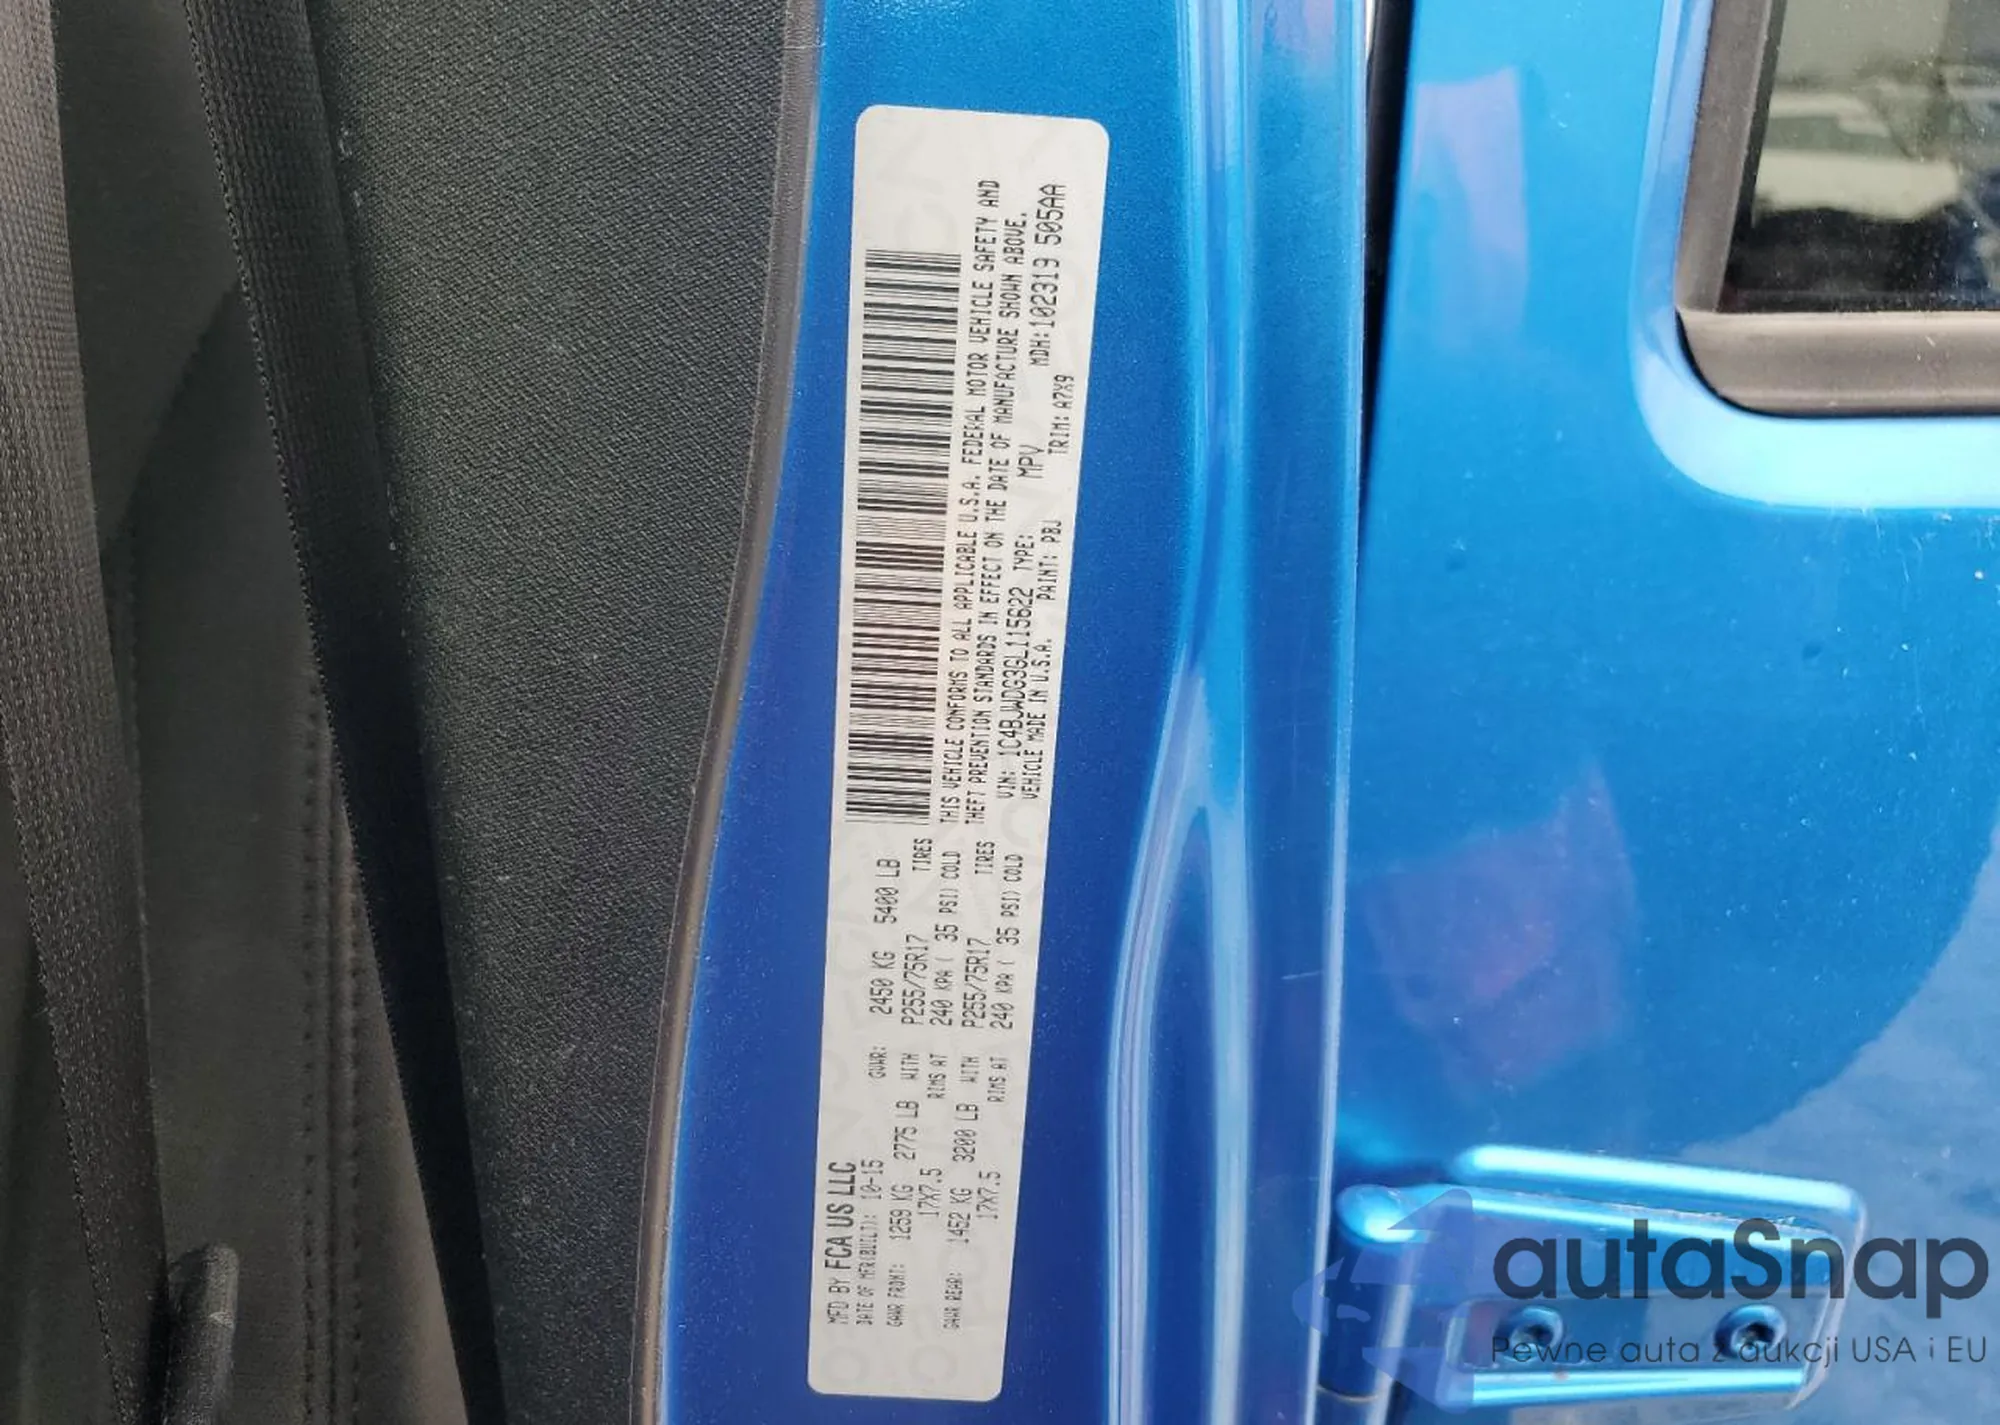 MFD BY FCA US LLC
DATE OF MFR(BUILT): 10-15 GVWR: 2450 KG 5400 LB
GAWR FRONT: 1259 KG 2775 LB WITH P255/75R17 TIRES
17X7.5 RIMS AT 240 KPA ( 35 PSI) COLD
GAWR REAR: 1452 KG 3200 LB WITH P255/75R17 TIRES
17X7.5 RIMS AT 240 KPA ( 35 PSI) COLD
THIS VEHICLE CONFORMS TO ALL APPLICABLE U.S.A. FEDERAL MOTOR VEHICLE SAFETY AND
THEFT PREVENTION STANDARDS IN EFFECT ON THE DATE OF MANUFACTURE SHOWN ABOVE.
VIN: 1C4BJWDG3GL115622 TYPE: MPV MDH:102319 505AA
VEHICLE MADE IN U.S.A. PAINT: PBJ TRIM: A7X9
autaSnap
Pewne auta z aukcji USA i EU